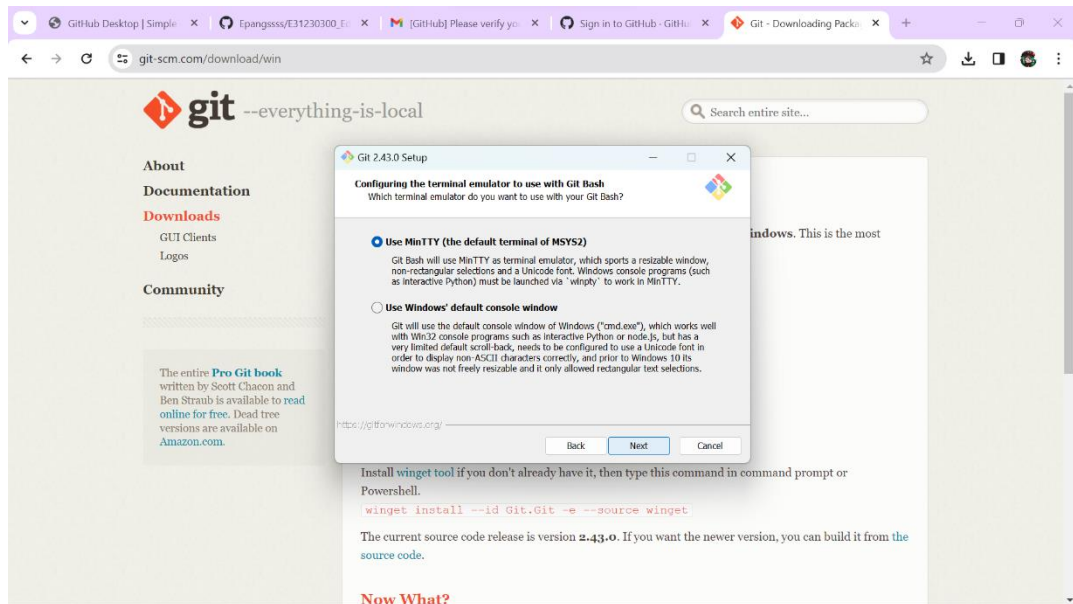 GitHub Desktop | Simple
Epangssss/E31230300_Ec
[GitHub] Please verify yo
Sign in to GitHub · GitHu
Git - Downloading Packa
git-scm.com/download/win
git --everything-is-local
Search entire site...
About
Documentation
Downloads
GUI Clients
Logos
Community
The entire Pro Git book
written by Scott Chacon and
Ben Straub is available to read
online for free. Dead tree
versions are available on
Amazon.com.
Git 2.43.0 Setup
Configuring the terminal emulator to use with Git Bash
Which terminal emulator do you want to use with your Git Bash?
Use MinTTY (the default terminal of MSYS2)
Git Bash will use MinTTY as terminal emulator, which sports a resizable window,
non-rectangular selections and a Unicode font. Windows console programs (such
as interactive Python) must be launched via `winpty` to work in MinTTY.
Use Windows' default console window
Git will use the default console window of Windows ("cmd.exe"), which works well
with Win32 console programs such as interactive Python or node.js, but has a
very limited default scroll-back, needs to be configured to use a Unicode font in
order to display non-ASCII characters correctly, and prior to Windows 10 its
window was not freely resizable and it only allowed rectangular text selections.
https://gitforwindows.org/
Back Next Cancel
indows. This is the most
Install winget tool if you don't already have it, then type this command in command prompt or
Powershell.
winget install --id Git.Git -e --source winget
The current source code release is version 2.43.0. If you want the newer version, you can build it from the
source code.
Now What?